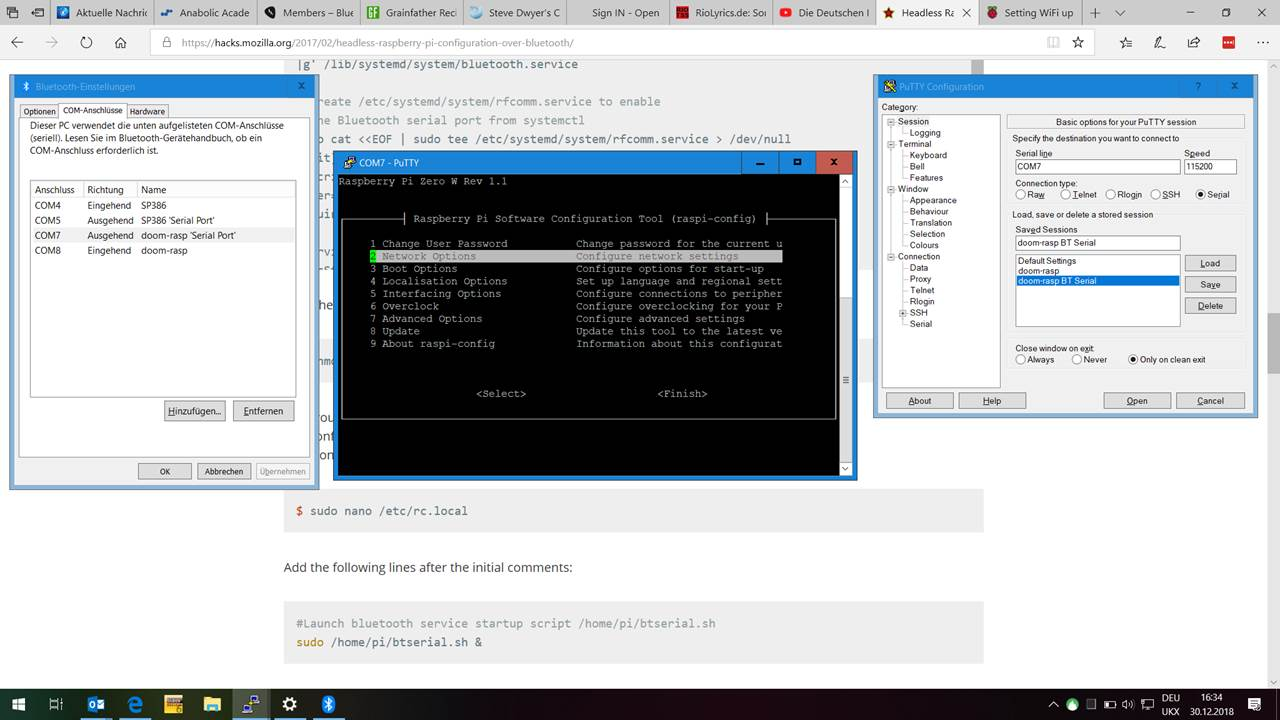 Aktuelle Nachric
Anabolic Acade
Members – Blue
Grainfather Reci
Steve Dwyer's C
Sign IN - Open
RioLyrics.de: Sor
Die Deutschen I
Headless Ra
Setting WiFi up
https://hacks.mozilla.org/2017/02/headless-raspberry-pi-configuration-over-bluetooth/
|g' /lib/systemd/system/bluetooth.service
reate /etc/systemd/system/rfcomm.service to enable
ne Bluetooth serial port from systemctl
o cat <<EOF | sudo tee /etc/systemd/system/rfcomm.service > /dev/null
Bluetooth-Einstellungen
Optionen
COM-Anschlüsse
Hardware
Dieser PC verwendet die unten aufgelisteten COM-Anschlüsse
(seriell). Lesen Sie im Bluetooth-Gerätehandbuch, ob ein
COM-Anschluss erforderlich ist.
Anschluss Richtung Name
COM4 Eingehend SP386
COM5 Ausgehend SP386 'Serial Port'
COM7 Ausgehend doom-rasp 'Serial Port'
COM8 Eingehend doom-rasp
Hinzufügen...
Entfernen
OK
Abbrechen
Übernehmen
COM7 - PuTTY
Raspberry Pi Zero W Rev 1.1
Raspberry Pi Software Configuration Tool (raspi-config)
1 Change User Password Change password for the current u
2 Network Options Configure network settings
3 Boot Options Configure options for start-up
4 Localisation Options Set up language and regional sett
5 Interfacing Options Configure connections to peripher
6 Overclock Configure overclocking for your P
7 Advanced Options Configure advanced settings
8 Update Update this tool to the latest ve
9 About raspi-config Information about this configurat
<Select> <Finish>
PuTTY Configuration
?
Category:
Session
Logging
Terminal
Keyboard
Bell
Features
Window
Appearance
Behaviour
Translation
Selection
Colours
Connection
Data
Proxy
Telnet
Rlogin
SSH
Serial
Basic options for your PuTTY session
Specify the destination you want to connect to
Serial line Speed
COM7 115200
Connection type:
Raw Telnet Rlogin SSH Serial
Load, save or delete a stored session
Saved Sessions
doom-rasp BT Serial
Default Settings
doom-rasp
doom-rasp BT Serial
Load
Save
Delete
Close window on exit:
Always Never Only on clean exit
About
Help
Open
Cancel
$ sudo nano /etc/rc.local
Add the following lines after the initial comments:
#Launch bluetooth service startup script /home/pi/btserial.sh
sudo /home/pi/btserial.sh &
DEU
UKX
16:34
30.12.2018